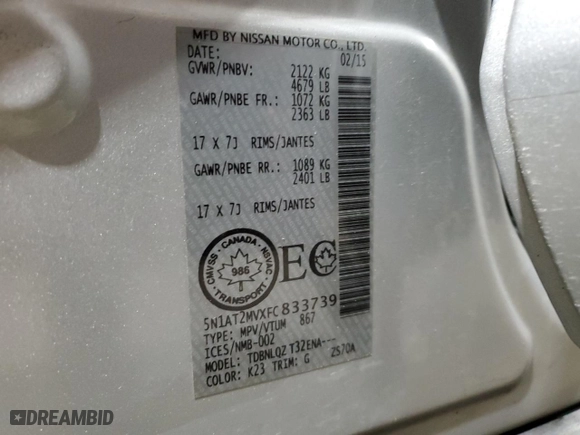 MFD BY NISSAN MOTOR CO., LTD.
DATE: 02/15
GVWR/PNBV: 2122 KG
4679 LB
GAWR/PNBE FR.: 1072 KG
2363 LB
17 X 7J RIMS/JANTES
GAWR/PNBE RR.: 1089 KG
2401 LB
17 X 7J RIMS/JANTES
CMVSS · CANADA · NSVAC
986
TRANSPORT
EC
5N1AT2MVXFC833739
TYPE: MPV/VTUM 867
ICES/NMB-002
MODEL: TDBNLQZ T32ENA---
COLOR: K23 TRIM: G ZS70A
DREAMBID